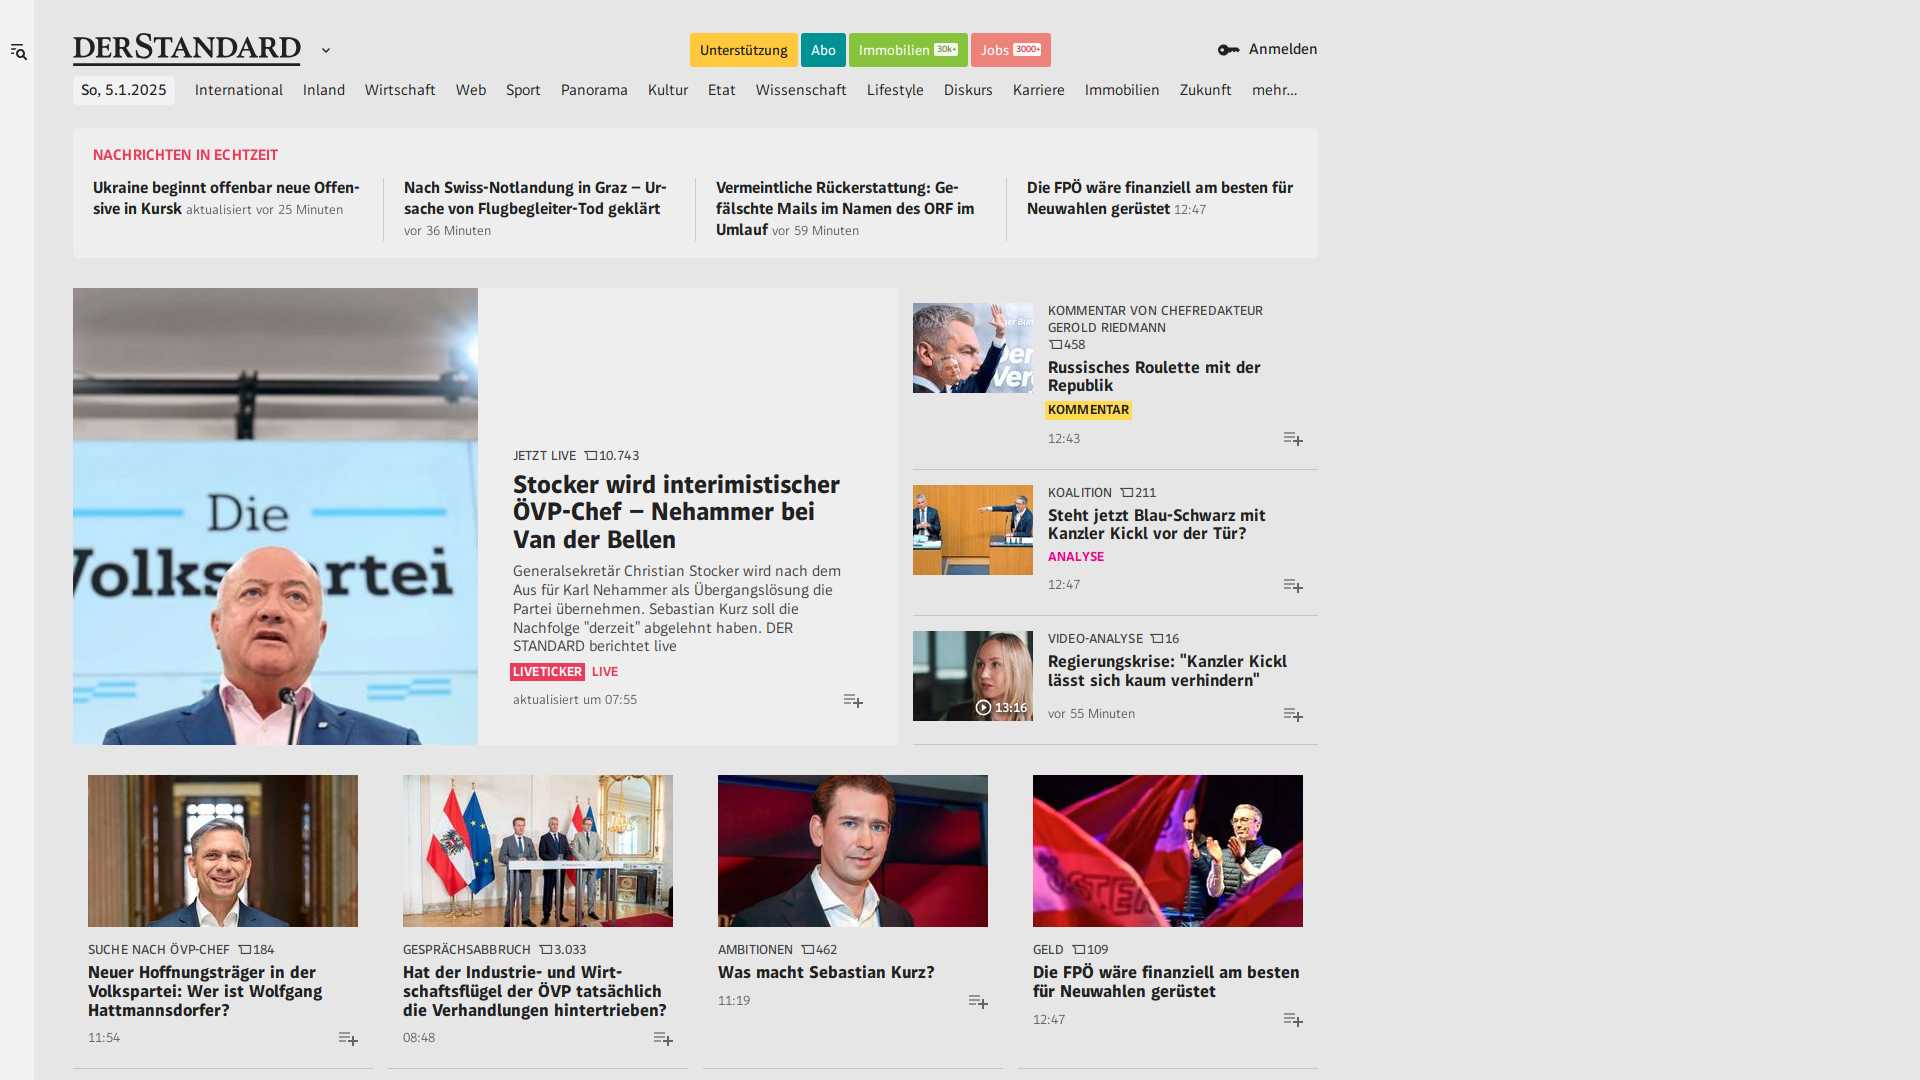 DERSTANDARD
Unterstützung
Abo
Immobilien 30k+
Jobs 3000+
Anmelden
So, 5.1.2025
International
Inland
Wirtschaft
Web
Sport
Panorama
Kultur
Etat
Wissenschaft
Lifestyle
Diskurs
Karriere
Immobilien
Zukunft
mehr...
NACHRICHTEN IN ECHTZEIT
Ukraine beginnt offenbar neue Offen-
sive in Kursk aktualisiert vor 25 Minuten
Nach Swiss-Notlandung in Graz – Ur-
sache von Flugbegleiter-Tod geklärt
vor 36 Minuten
Vermeintliche Rückerstattung: Ge-
fälschte Mails im Namen des ORF im
Umlauf vor 59 Minuten
Die FPÖ wäre finanziell am besten für
Neuwahlen gerüstet 12:47
Die
Volkspartei
JETZT LIVE 10.743
Stocker wird interimistischer
ÖVP-Chef – Nehammer bei
Van der Bellen
Generalsekretär Christian Stocker wird nach dem
Aus für Karl Nehammer als Übergangslösung die
Partei übernehmen. Sebastian Kurz soll die
Nachfolge "derzeit" abgelehnt haben. DER
STANDARD berichtet live
LIVETICKER LIVE
aktualisiert um 07:55
KOMMENTAR VON CHEFREDAKTEUR
GEROLD RIEDMANN
458
Russisches Roulette mit der
Republik
KOMMENTAR
12:43
KOALITION 211
Steht jetzt Blau-Schwarz mit
Kanzler Kickl vor der Tür?
ANALYSE
12:47
13:16
VIDEO-ANALYSE 16
Regierungskrise: "Kanzler Kickl
lässt sich kaum verhindern"
vor 55 Minuten
SUCHE NACH ÖVP-CHEF 184
Neuer Hoffnungsträger in der
Volkspartei: Wer ist Wolfgang
Hattmannsdorfer?
11:54
GESPRÄCHSABBRUCH 3.033
Hat der Industrie- und Wirt-
schaftsflügel der ÖVP tatsächlich
die Verhandlungen hintertrieben?
08:48
AMBITIONEN 462
Was macht Sebastian Kurz?
11:19
GELD 109
Die FPÖ wäre finanziell am besten
für Neuwahlen gerüstet
12:47